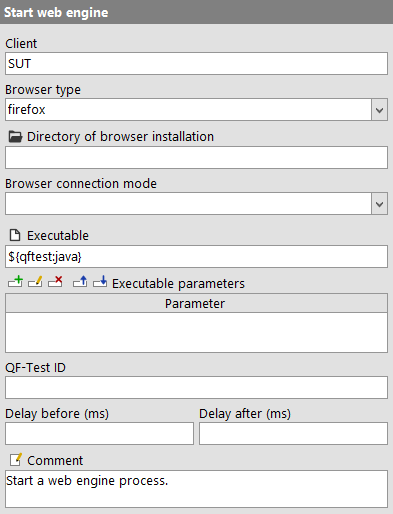 Start web engine
Client
SUT
Browser type
firefox
Directory of browser installation
Browser connection mode
Executable
${qftest:java}
Executable parameters
Parameter
QF-Test ID
Delay before (ms) Delay after (ms)
Comment
Start a web engine process.